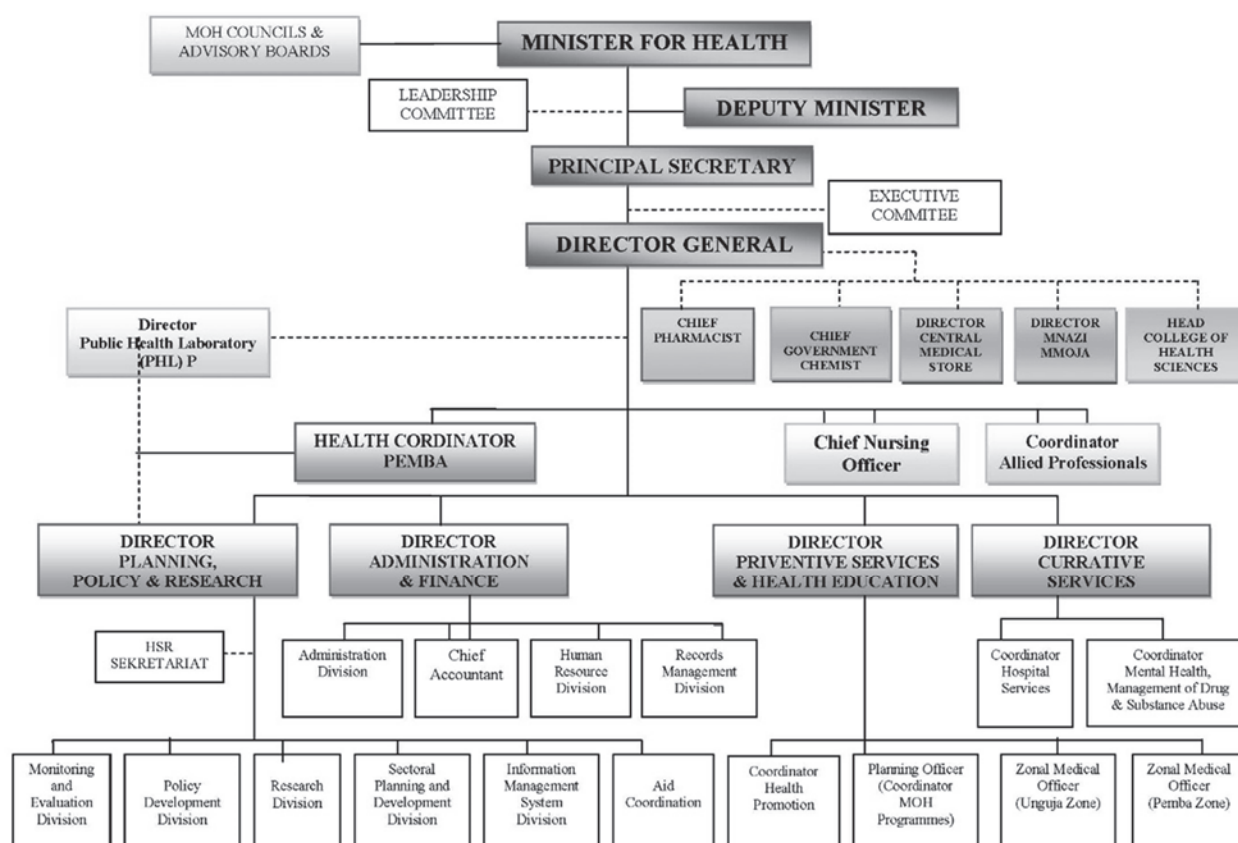 MOH COUNCILS &
ADVISORY BOARDS
MINISTER FOR HEALTH
LEADERSHIP
COMMITTEE
DEPUTY MINISTER
PRINCIPAL SECRETARY
EXECUTIVE
COMMITEE
DIRECTOR GENERAL
Director
Public Health Laboratory
(PHL) P
CHIEF
PHARMACIST
CHIEF
GOVERNMENT
CHEMIST
DIRECTOR
CENTRAL
MEDICAL
STORE
DIRECTOR
MNAZI
MMOJA
HEAD
COLLEGE OF
HEALTH
SCIENCES
HEALTH CORDINATOR
PEMBA
Chief Nursing
Officer
Coordinator
Allied Professionals
DIRECTOR
PLANNING,
POLICY & RESEARCH
DIRECTOR
ADMINISTRATION
& FINANCE
DIRECTOR
PRIVENTIVE SERVICES
& HEALTH EDUCATION
DIRECTOR
CURRATIVE
SERVICES
HSR
SEKRETARIAT
Administration
Division
Chief
Accountant
Human
Resource
Division
Records
Management
Division
Coordinator
Hospital
Services
Coordinator
Mental Health,
Management of Drug
& Substance Abuse
Monitoring
and
Evaluation
Division
Policy
Development
Division
Research
Division
Sectoral
Planning and
Development
Division
Information
Management
System
Division
Aid
Coordination
Coordinator
Health
Promotion
Planning Officer
(Coordinator
MOH
Programmes)
Zonal Medical
Officer
(Unguja Zone)
Zonal Medical
Officer
(Pemba Zone)